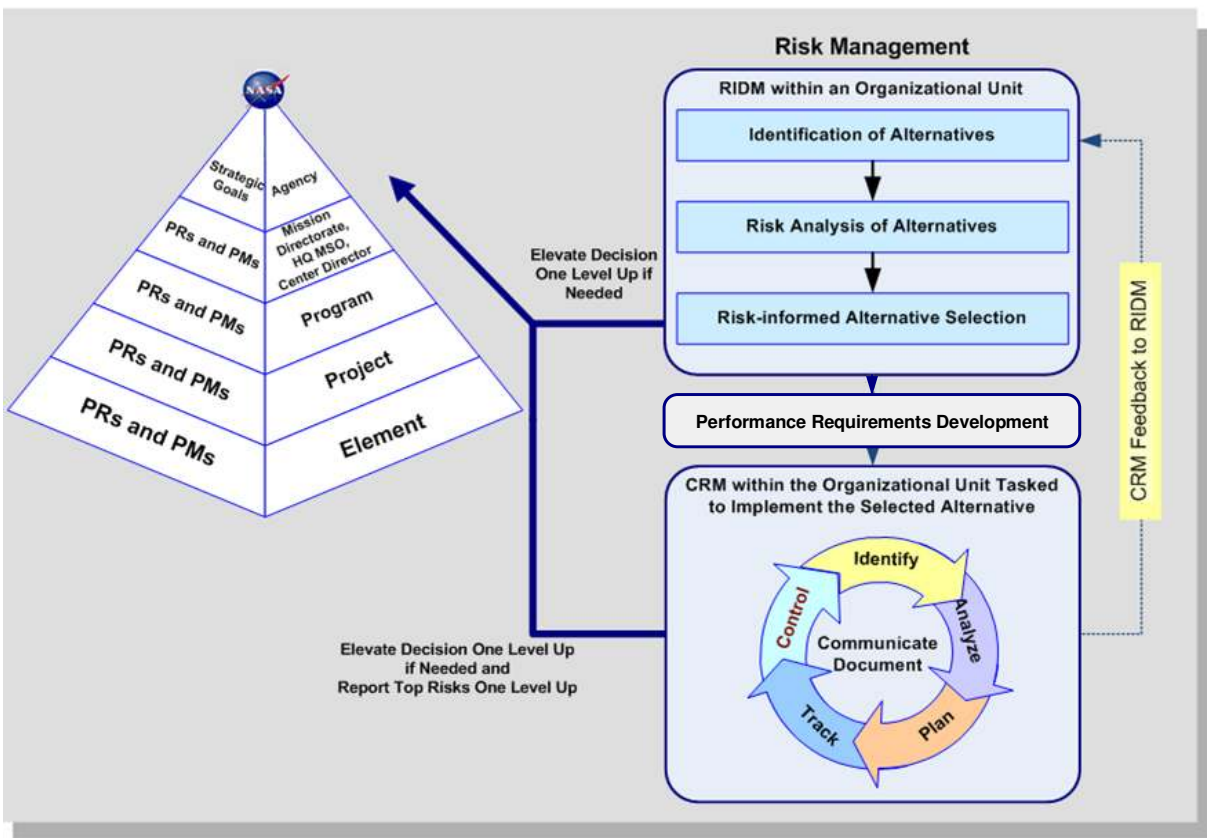 Risk Management
NASA
Strategic
Goals
Agency
PRs and PMs
Mission
Directorate,
HQ MSO,
Center Director
PRs and PMs
Program
PRs and PMs
Project
PRs and PMs
Element
RIDM within an Organizational Unit
Identification of Alternatives
Risk Analysis of Alternatives
Risk-informed Alternative Selection
Elevate Decision
One Level Up if
Needed
Performance Requirements Development
CRM Feedback to RIDM
CRM within the Organizational Unit Tasked
to Implement the Selected Alternative
Identify
Analyze
Plan
Track
Control
Communicate
Document
Elevate Decision One Level Up
if Needed and
Report Top Risks One Level Up